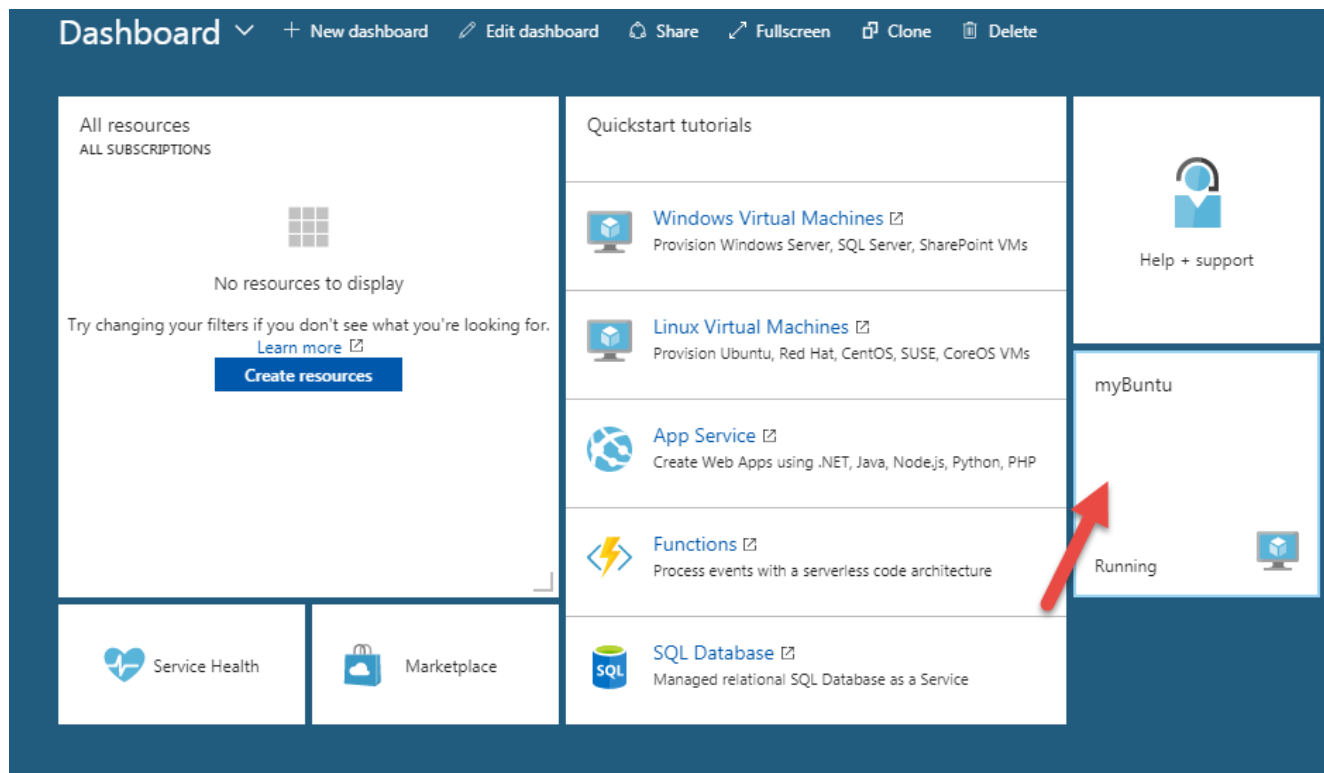 Dashboard
New dashboard
Edit dashboard
Share
Fullscreen
Clone
Delete
All resources
ALL SUBSCRIPTIONS
No resources to display
Try changing your filters if you don't see what you're looking for.
Learn more
Create resources
Service Health
Marketplace
Quickstart tutorials
Windows Virtual Machines
Provision Windows Server, SQL Server, SharePoint VMs
Linux Virtual Machines
Provision Ubuntu, Red Hat, CentOS, SUSE, CoreOS VMs
App Service
Create Web Apps using .NET, Java, Node.js, Python, PHP
Functions
Process events with a serverless code architecture
SQL
SQL Database
Managed relational SQL Database as a Service
Help + support
myBuntu
Running